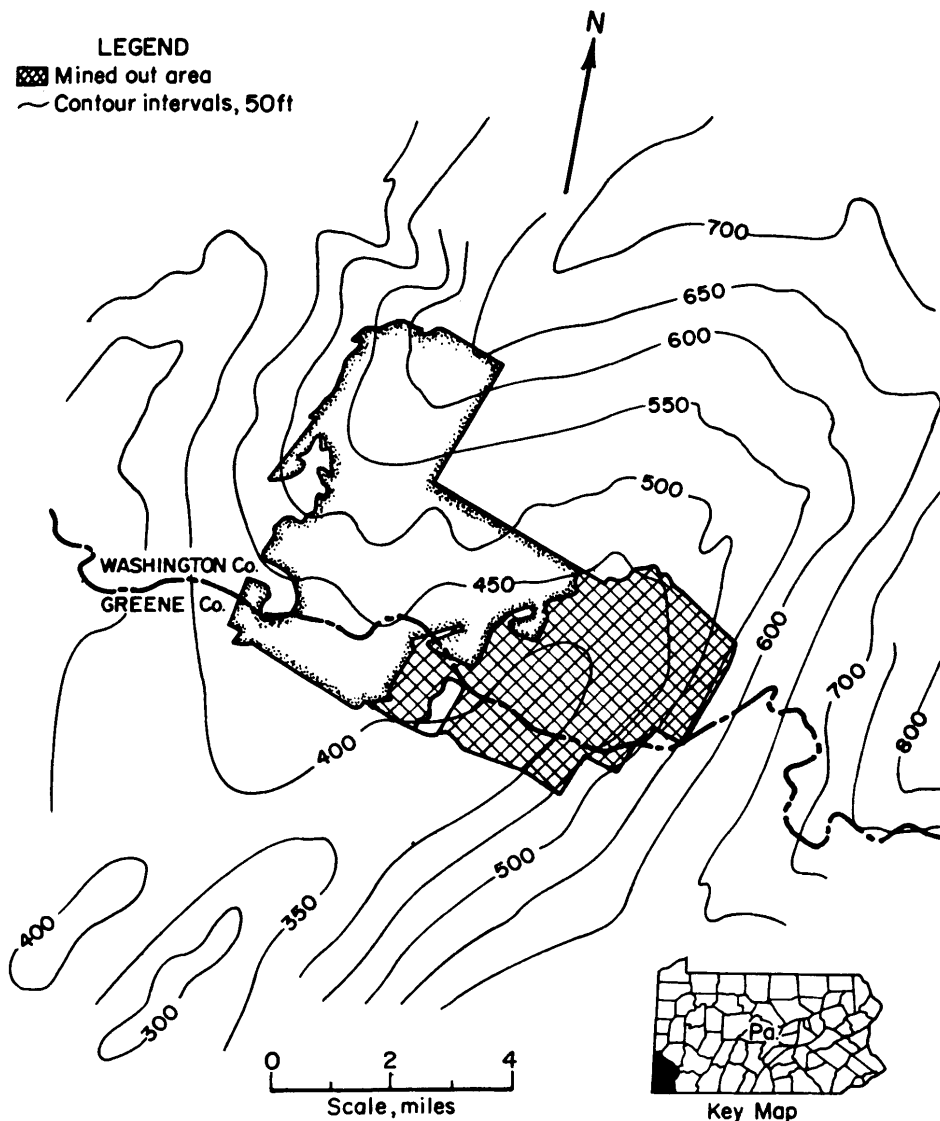 LEGEND
Mined out area
Contour intervals, 50ft
N
700
650
600
550
500
WASHINGTON Co.
GREENE Co.
450
600
700
800
400
500
350
400
300
0 2 4
Scale, miles
Pa.
Key Map